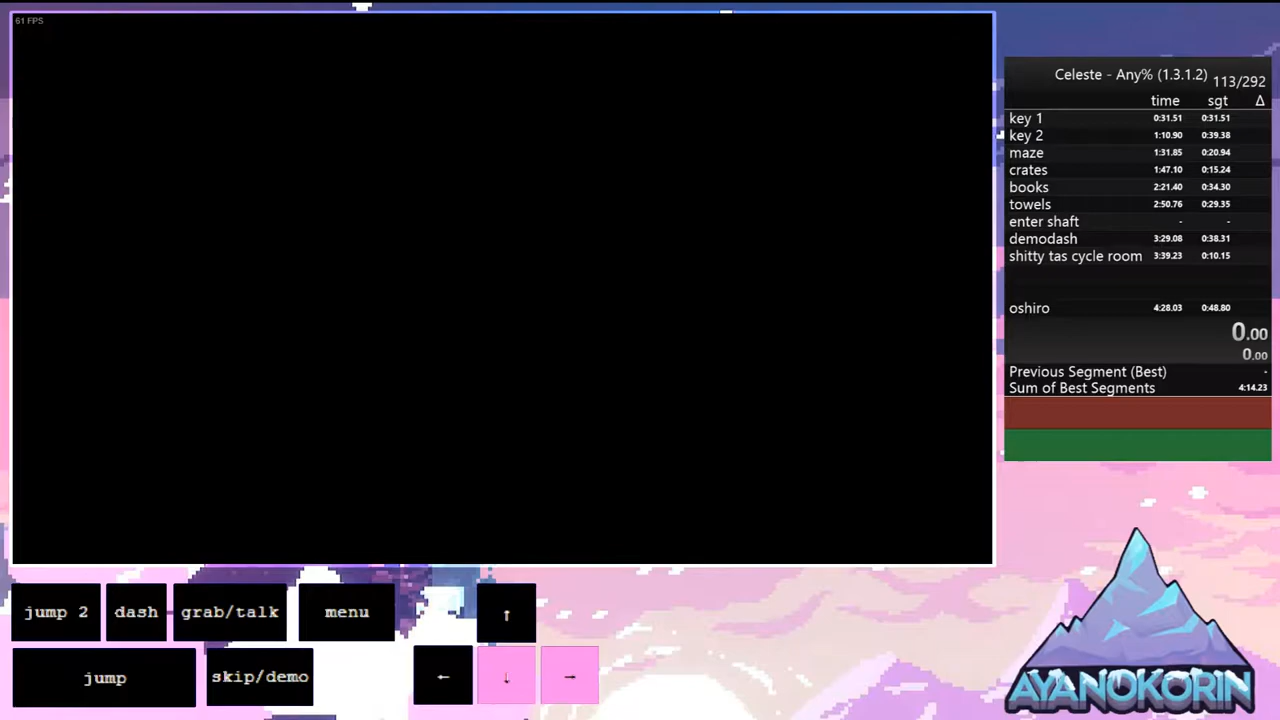 61 FPS
Celeste - Any% (1.3.1.2) 113/292
time sgt Δ
key 1 0:31.51 0:31.51
key 2 1:10.90 0:39.38
maze 1:31.85 0:20.94
crates 1:47.10 0:15.24
books 2:21.40 0:34.30
towels 2:50.76 0:29.35
enter shaft - -
demodash 3:29.08 0:38.31
shitty tas cycle room 3:39.23 0:10.15
oshiro 4:28.03 0:48.80
0.00
0.00
Previous Segment (Best) -
Sum of Best Segments 4:14.23
jump 2 dash grab/talk menu ↑
jump skip/demo ← ↓ →
AYANOKORIN